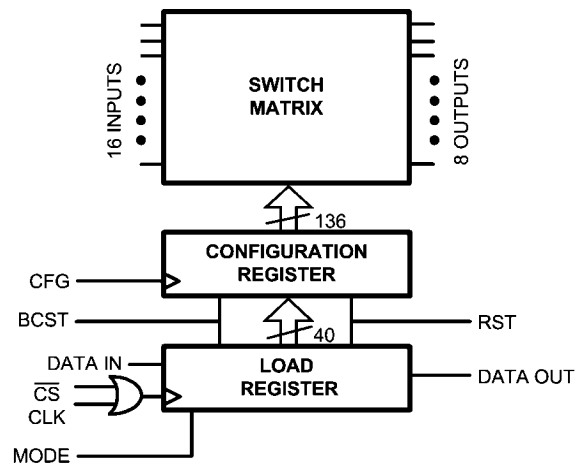 SWITCH
MATRIX
16 INPUTS
8 OUTPUTS
136
CONFIGURATION
REGISTER
CFG
BCST
RST
40
DATA IN
LOAD
REGISTER
DATA OUT
CS
CLK
MODE